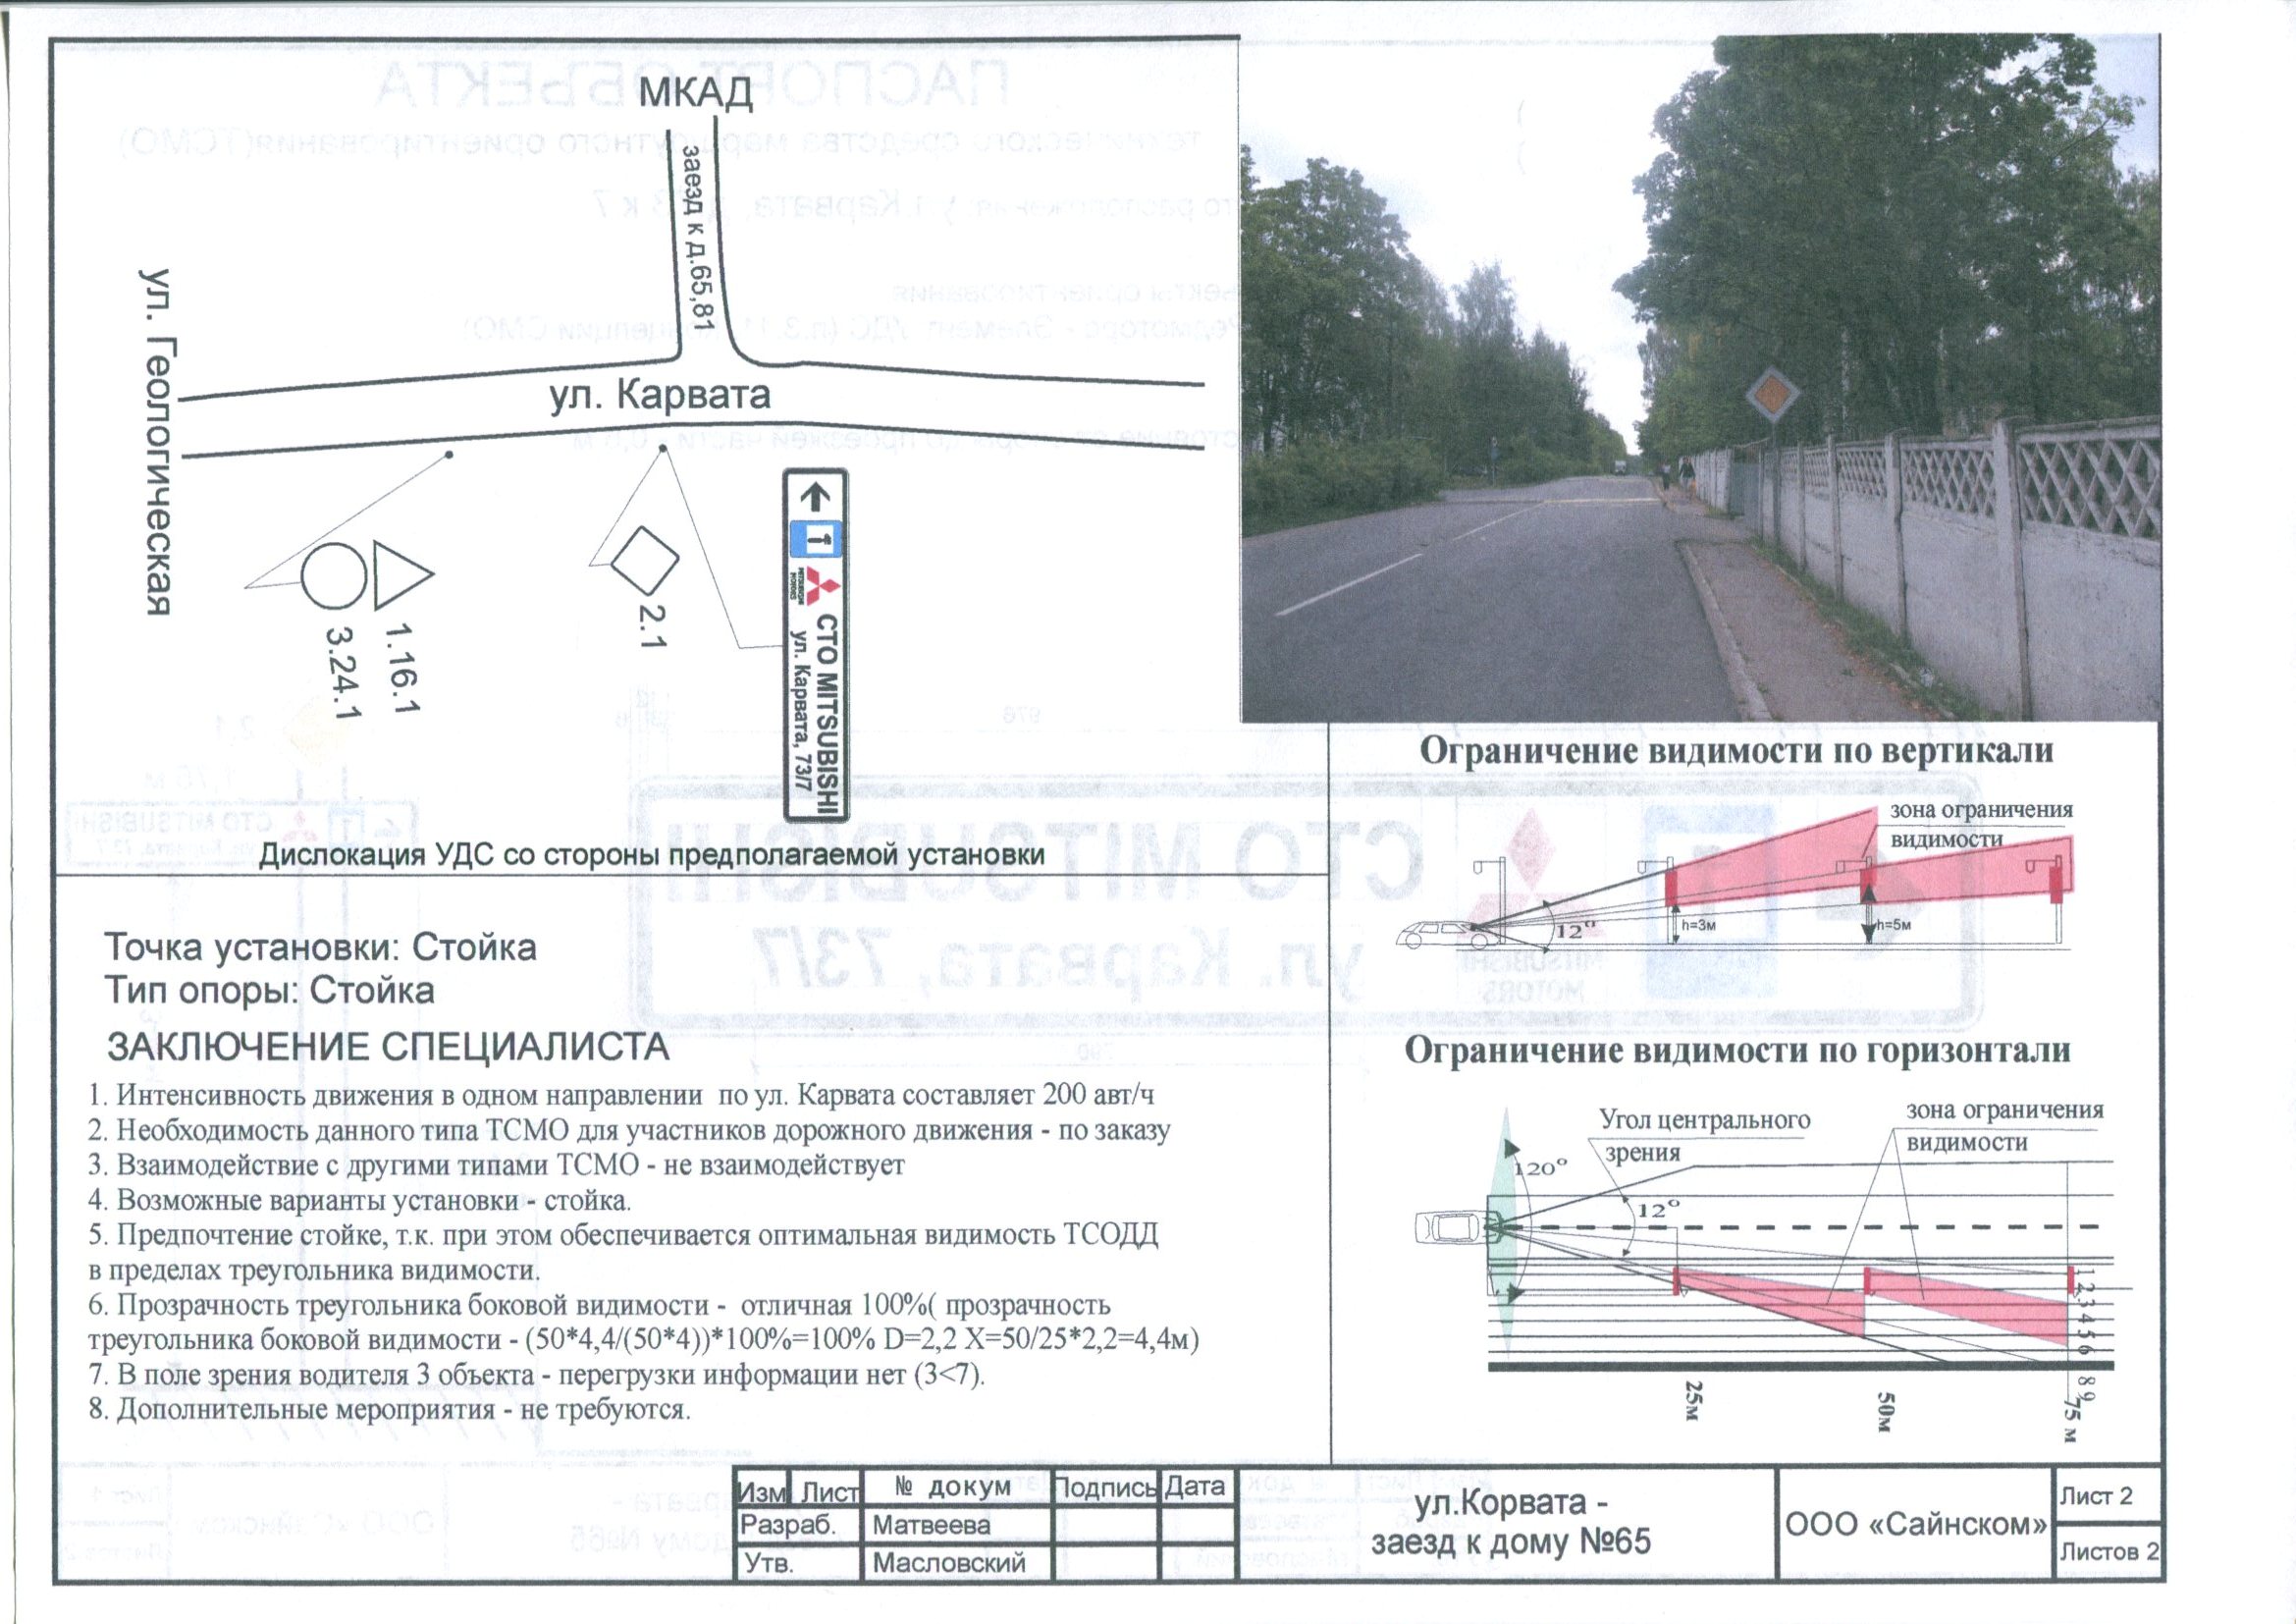 МКАД
заезд к д.65,81
ул. Геологическая
ул. Карвата
3.24.1
1.16.1
2.1
MITSUBISHI
MOTORS
СТО MITSUBISHI
ул. Карвата, 73/7
Дислокация УДС со стороны предполагаемой установки
Точка установки: Стойка
Тип опоры: Стойка
ЗАКЛЮЧЕНИЕ СПЕЦИАЛИСТА
1. Интенсивность движения в одном направлении по ул. Карвата составляет 200 авт/ч
2. Необходимость данного типа ТСМО для участников дорожного движения - по заказу
3. Взаимодействие с другими типами ТСМО - не взаимодействует
4. Возможные варианты установки - стойка.
5. Предпочтение стойке, т.к. при этом обеспечивается оптимальная видимость ТСОДД
в пределах треугольника видимости.
6. Прозрачность треугольника боковой видимости - отличная 100%( прозрачность
треугольника боковой видимости - (50*4,4/(50*4))*100%=100% D=2,2 X=50/25*2,2=4,4м)
7. В поле зрения водителя 3 объекта - перегрузки информации нет (3<7).
8. Дополнительные мероприятия - не требуются.
Ограничение видимости по вертикали
зона ограничения
видимости
12°
h=3м
h=5м
Ограничение видимости по горизонтали
Угол центрального
зрения
зона ограничения
видимости
120°
12°
1 2 3 4 5 6
8 9
25м
50м
75 м
Изм Лист № докум Подпись Дата
Разраб. Матвеева
Утв. Масловский
ул.Корвата -
заезд к дому №65
ООО «Сайнском»
Лист 2
Листов 2